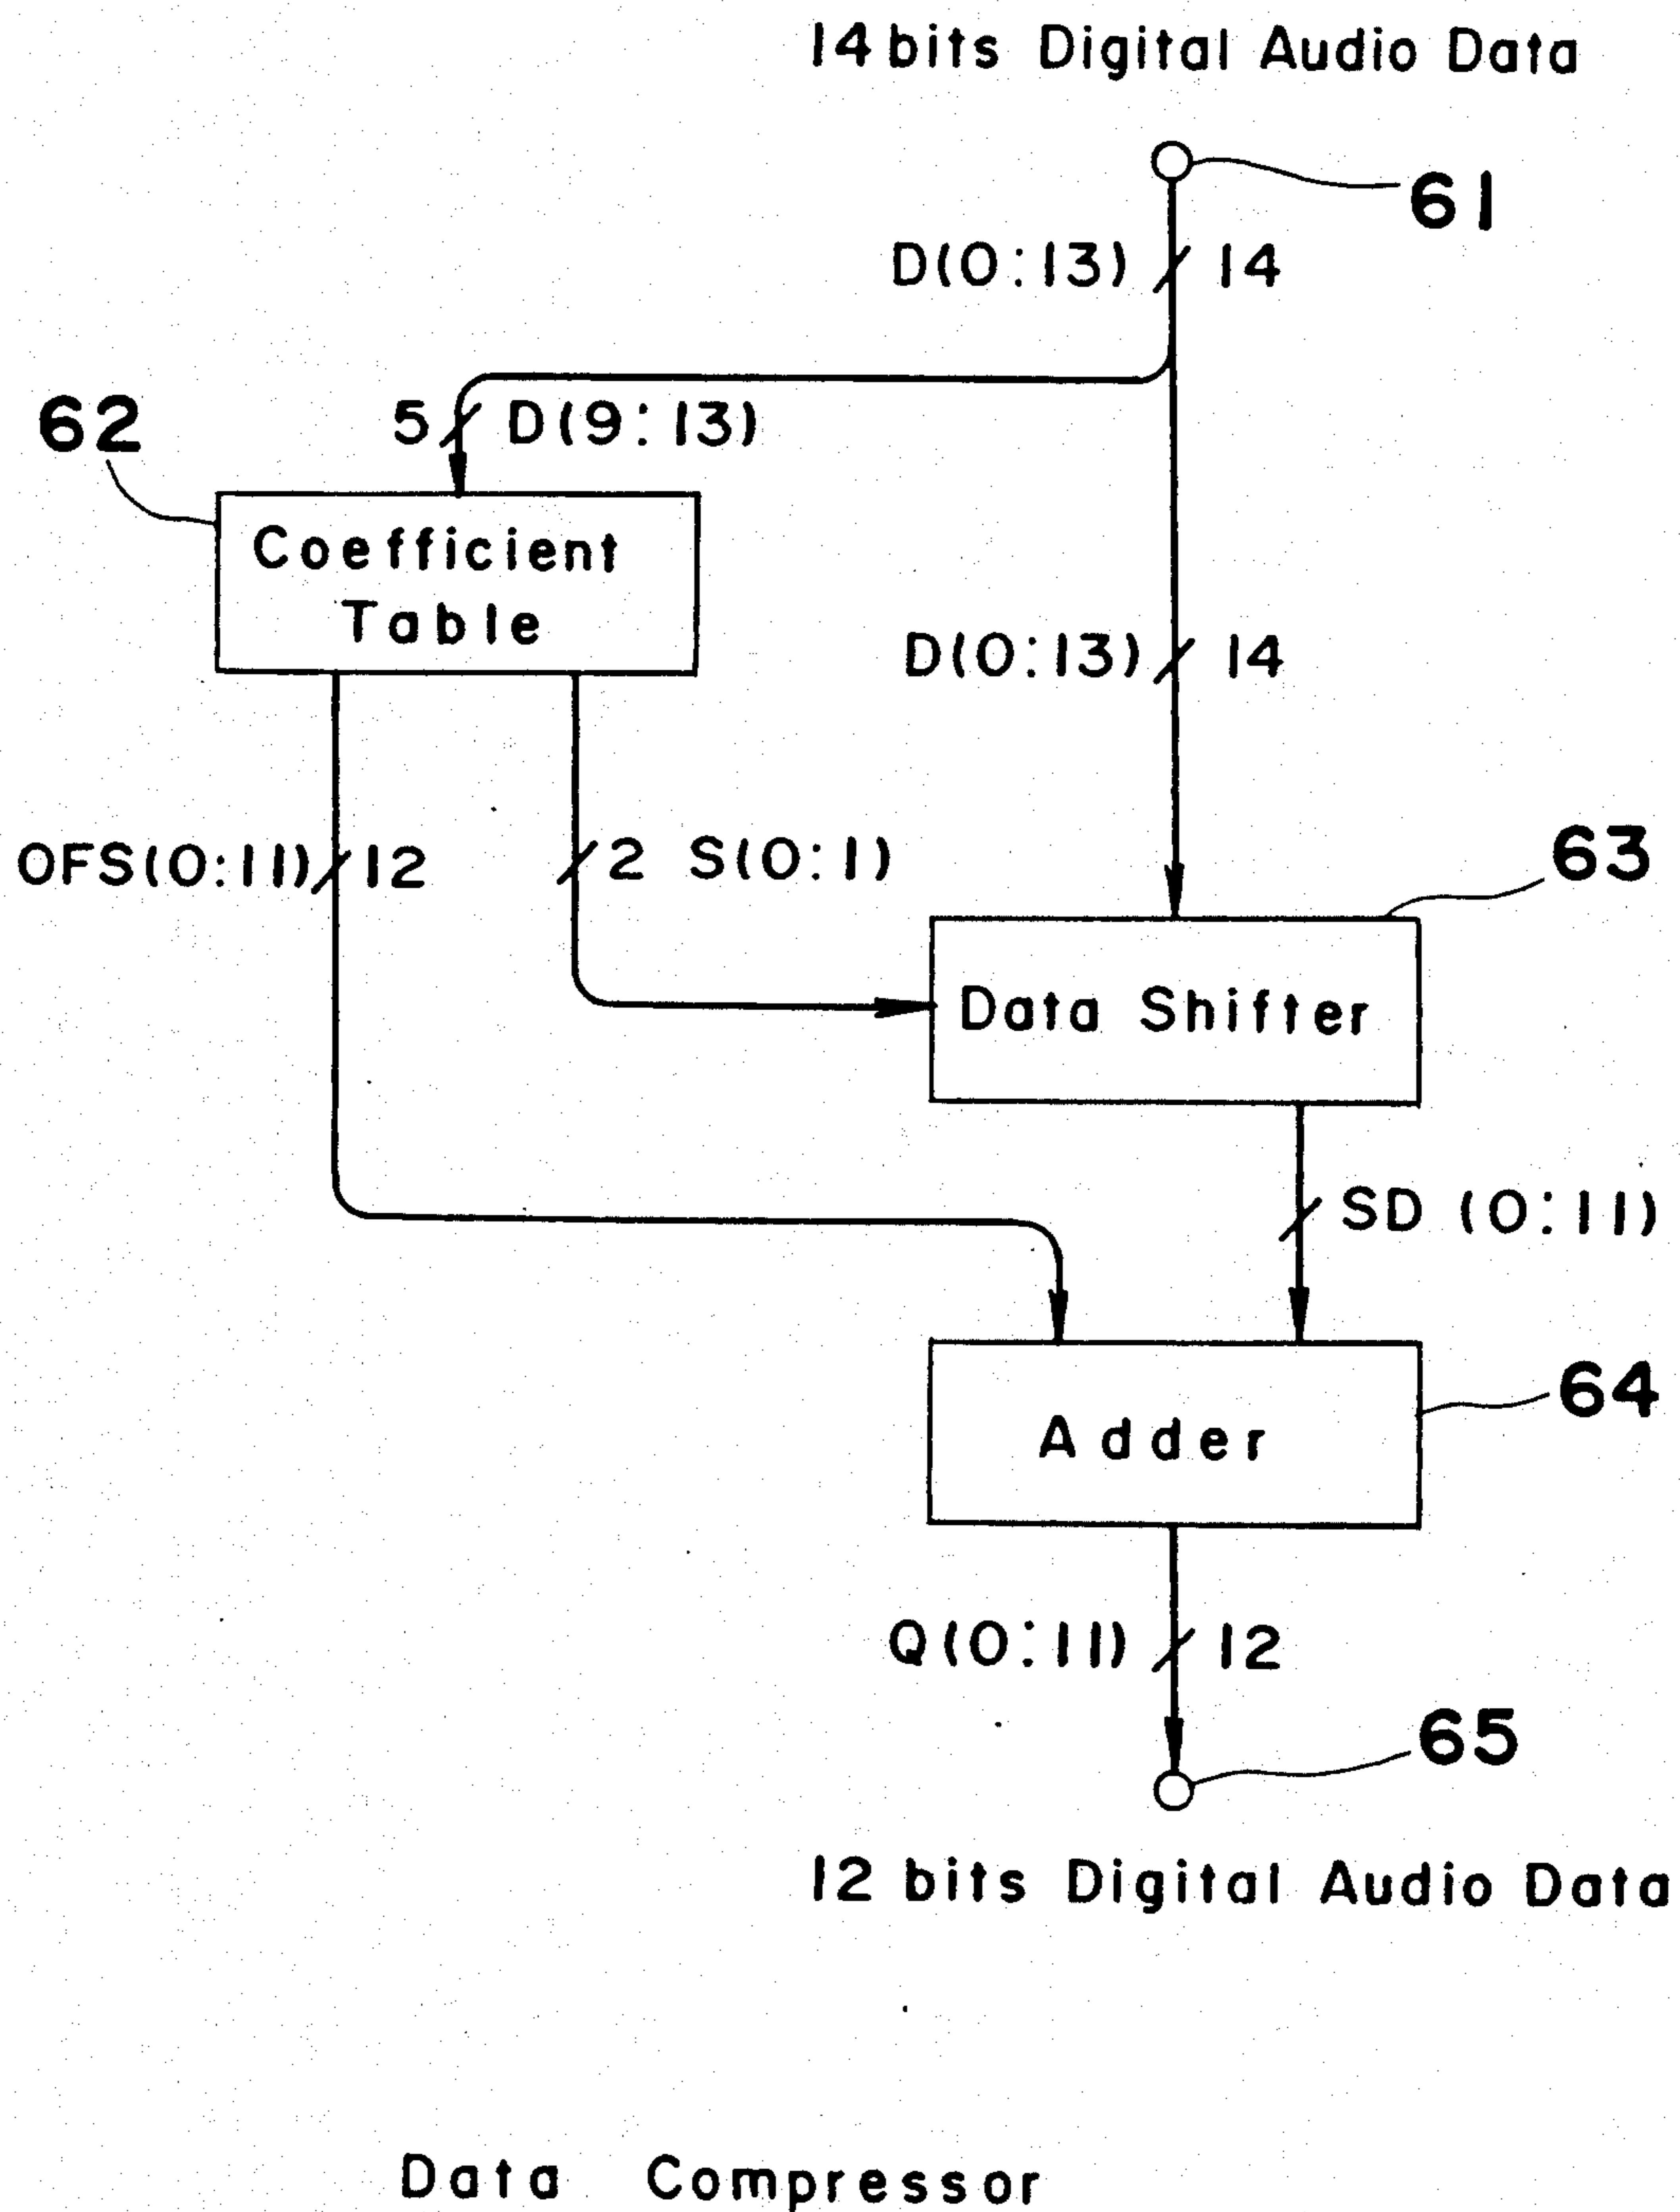 14 bits Digital Audio Data
61
D(0:13) 14
62
5 D(9:13)
Coefficient
Table
D(0:13) 14
OFS(0:11) 12
2 S(0:1)
63
Data Shifter
SD (0:11)
64
Adder
Q(0:11) 12
65
12 bits Digital Audio Data
Data Compressor